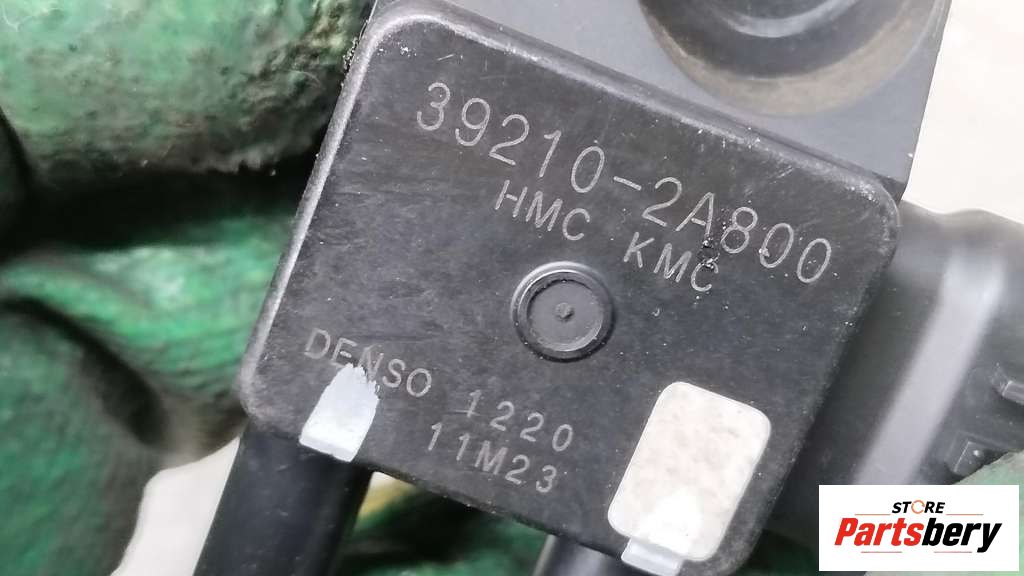 39210-2A800
HMC KMC
DENSO 1220
11M23
STORE
Partsbery